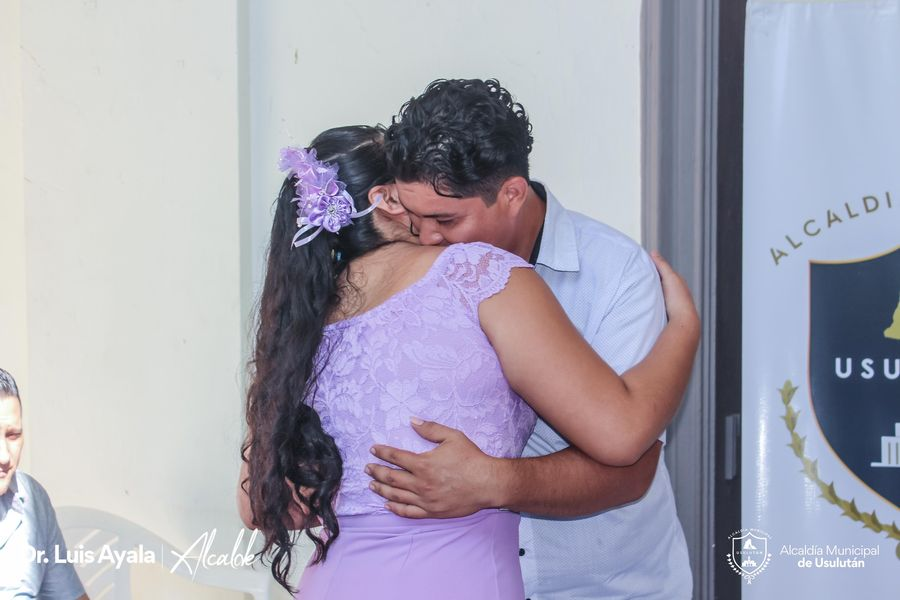 ALCALDI
USU
Dr. Luis Ayala | Alcalde
Alcaldía Municipal
de Usulután